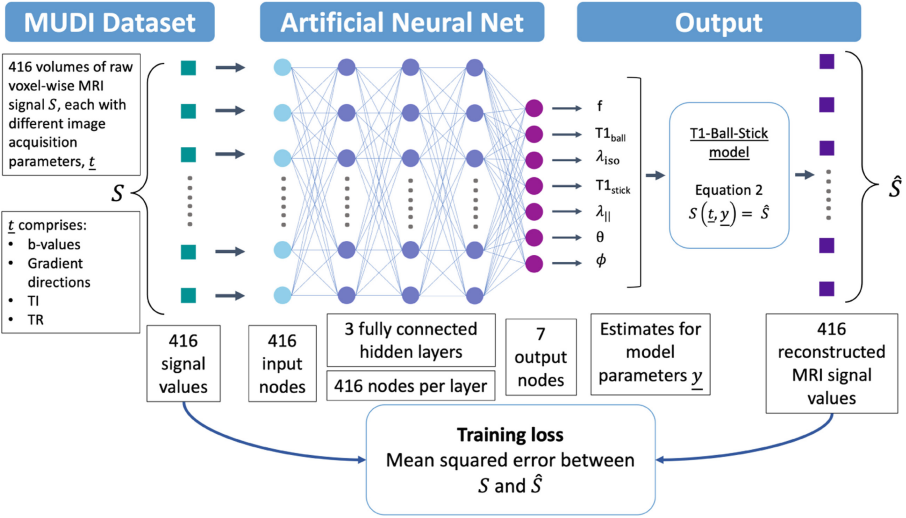 MUDI Dataset
Artificial Neural Net
Output
416 volumes of raw
voxel-wise MRI
signal S, each with
different image
acquisition
parameters, t
t comprises:
• b-values
• Gradient
directions
• TI
• TR
S
f
T1ball
λiso
T1stick
λ||
θ
ϕ
T1-Ball-Stick
model
Equation 2
S(t, y) = Ŝ
Ŝ
416
signal
values
416
input
nodes
3 fully connected
hidden layers
416 nodes per layer
7
output
nodes
Estimates for
model
parameters y
416
reconstructed
MRI signal
values
Training loss
Mean squared error between
S and Ŝ